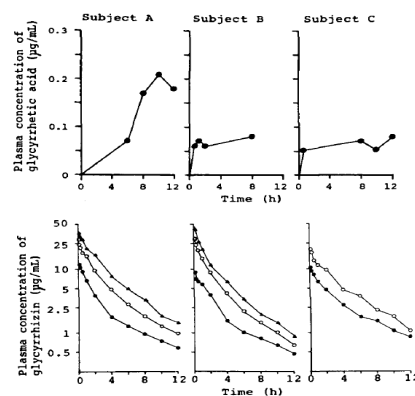 Subject A Subject B Subject C
Plasma concentration of
glycyrrhetic acid (µg/mL)
0.3
0.2
0.1
0
0 4 8 12 0 4 8 12 0 4 8 12
Time (h) Time (h)
Plasma concentration of
glycyrrhizin (µg/mL)
50
25
10
5
2.5
1
0.5
0 4 8 12 0 4 8 12 0 4 8 12
Time (h)